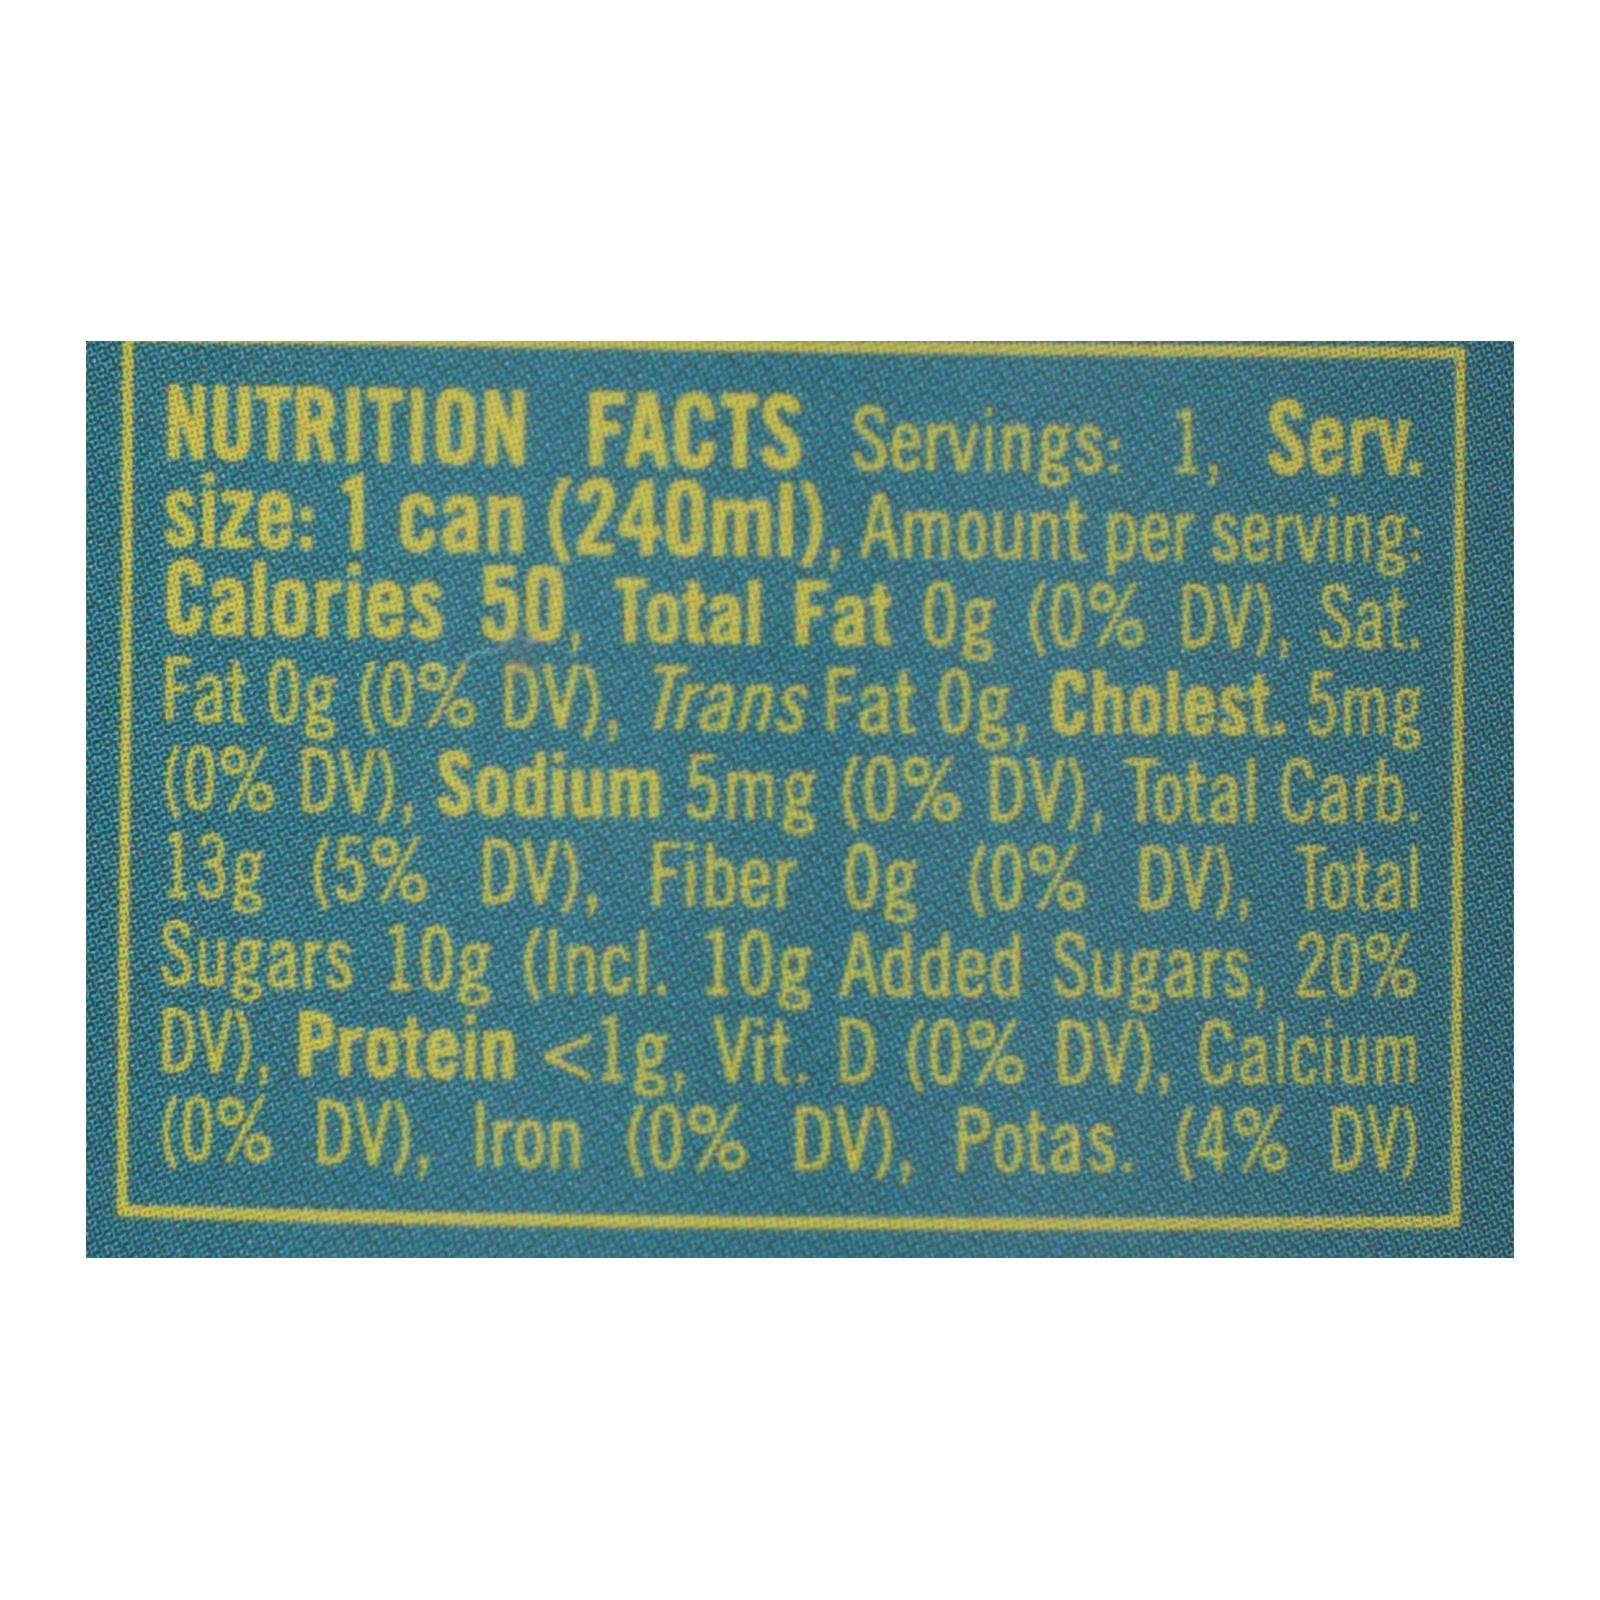 NUTRITION FACTS Servings: 1, Serv.
size: 1 can (240ml), Amount per serving:
Calories 50, Total Fat 0g (0% DV), Sat.
Fat 0g (0% DV), Trans Fat 0g, Cholest. 5mg
(0% DV), Sodium 5mg (0% DV), Total Carb.
13g (5% DV), Fiber 0g (0% DV), Total
Sugars 10g (Incl. 10g Added Sugars, 20%
DV), Protein <1g, Vit. D (0% DV), Calcium
(0% DV), Iron (0% DV), Potas. (4% DV)